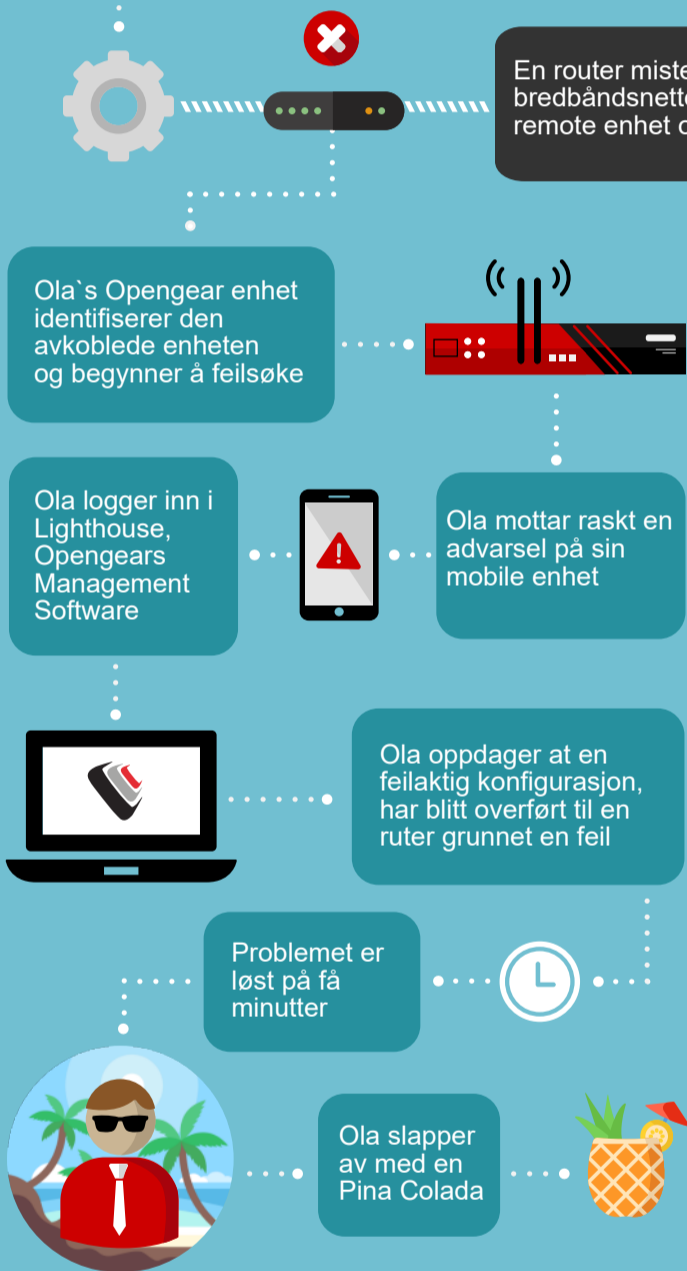 En router miste
bredbåndsnette
remote enhet o
Ola`s Opengear enhet
identifiserer den
avkoblede enheten
og begynner å feilsøke
Ola mottar raskt en
advarsel på sin
mobile enhet
Ola logger inn i
Lighthouse,
Opengears
Management
Software
Ola oppdager at en
feilaktig konfigurasjon,
har blitt overført til en
ruter grunnet en feil
Problemet er
løst på få
minutter
Ola slapper
av med en
Pina Colada